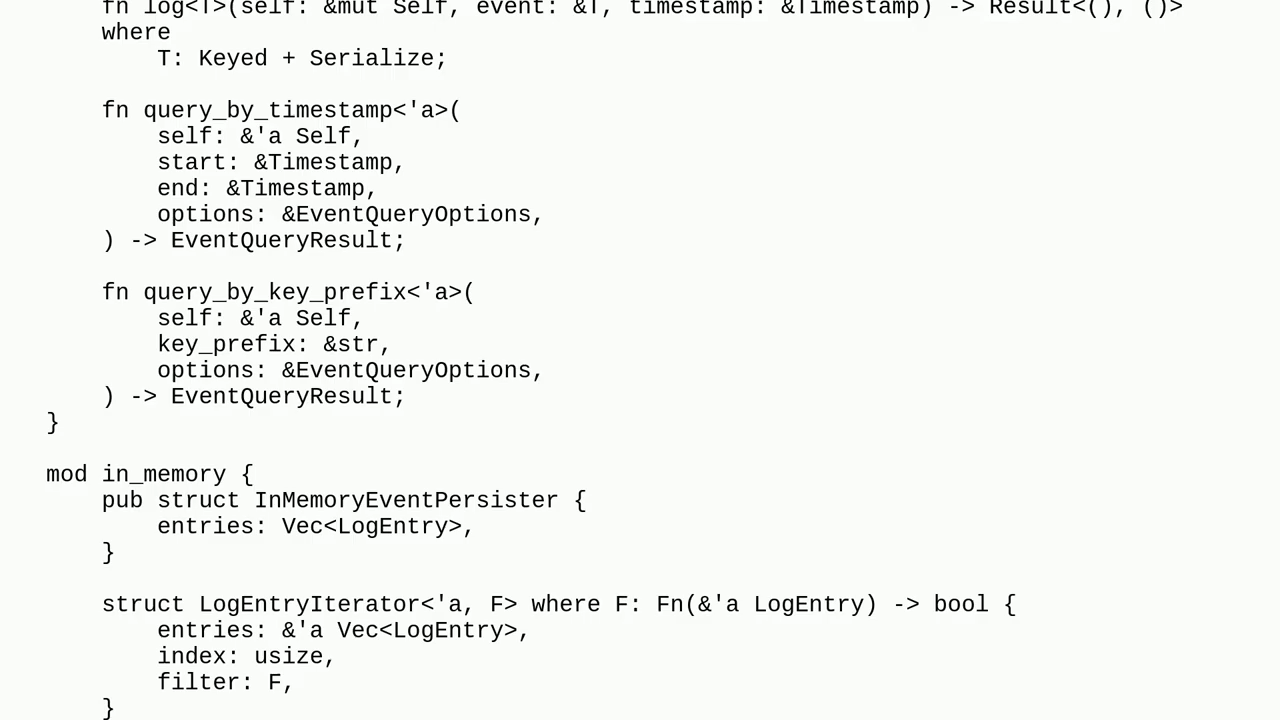 fn log<T>(self: &mut Self, event: &T, timestamp: &Timestamp) -> Result<(), ()>
    where
        T: Keyed + Serialize;

    fn query_by_timestamp<'a>(
        self: &'a Self,
        start: &Timestamp,
        end: &Timestamp,
        options: &EventQueryOptions,
    ) -> EventQueryResult;

    fn query_by_key_prefix<'a>(
        self: &'a Self,
        key_prefix: &str,
        options: &EventQueryOptions,
    ) -> EventQueryResult;
}

mod in_memory {
    pub struct InMemoryEventPersister {
        entries: Vec<LogEntry>,
    }

    struct LogEntryIterator<'a, F> where F: Fn(&'a LogEntry) -> bool {
        entries: &'a Vec<LogEntry>,
        index: usize,
        filter: F,
    }